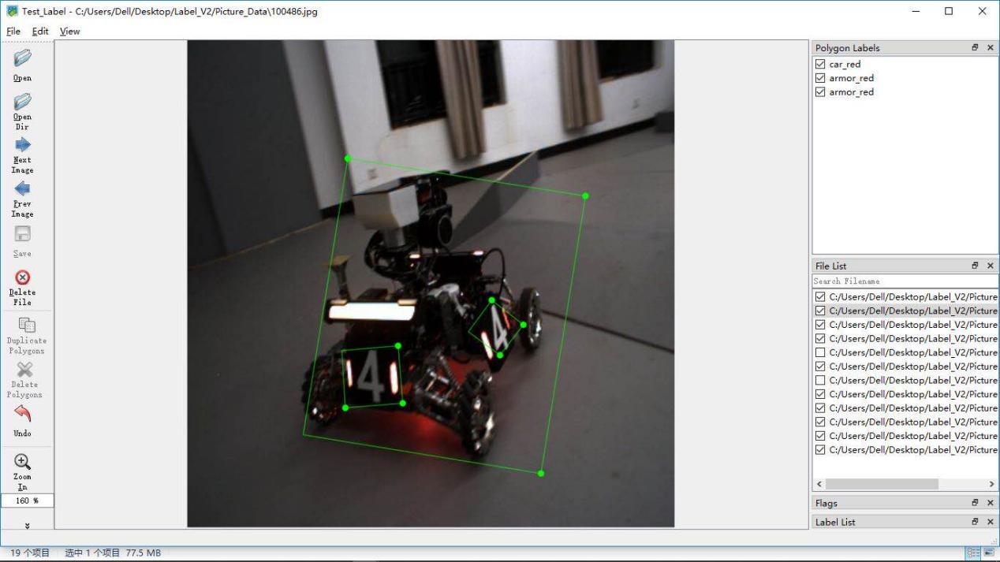 Test_Label - C:/Users/Dell/Desktop/Label_V2/Picture_Data\100486.jpg
File Edit View
Open
Open
Dir
Next
Image
Prev
Image
Save
Delete
File
Duplicate
Polygons
Delete
Polygons
Undo
Zoom
In
160 %
4
4
Polygon Labels
car_red
armor_red
armor_red
File List
Search Filename
C:/Users/Dell/Desktop/Label_V2/Picture
C:/Users/Dell/Desktop/Label_V2/Picture
C:/Users/Dell/Desktop/Label_V2/Picture
C:/Users/Dell/Desktop/Label_V2/Picture
C:/Users/Dell/Desktop/Label_V2/Picture
C:/Users/Dell/Desktop/Label_V2/Picture
C:/Users/Dell/Desktop/Label_V2/Picture
C:/Users/Dell/Desktop/Label_V2/Picture
C:/Users/Dell/Desktop/Label_V2/Picture
C:/Users/Dell/Desktop/Label_V2/Picture
C:/Users/Dell/Desktop/Label_V2/Picture
C:/Users/Dell/Desktop/Label_V2/Picture
Flags
Label List
19 个项目 选中 1 个项目 77.5 MB